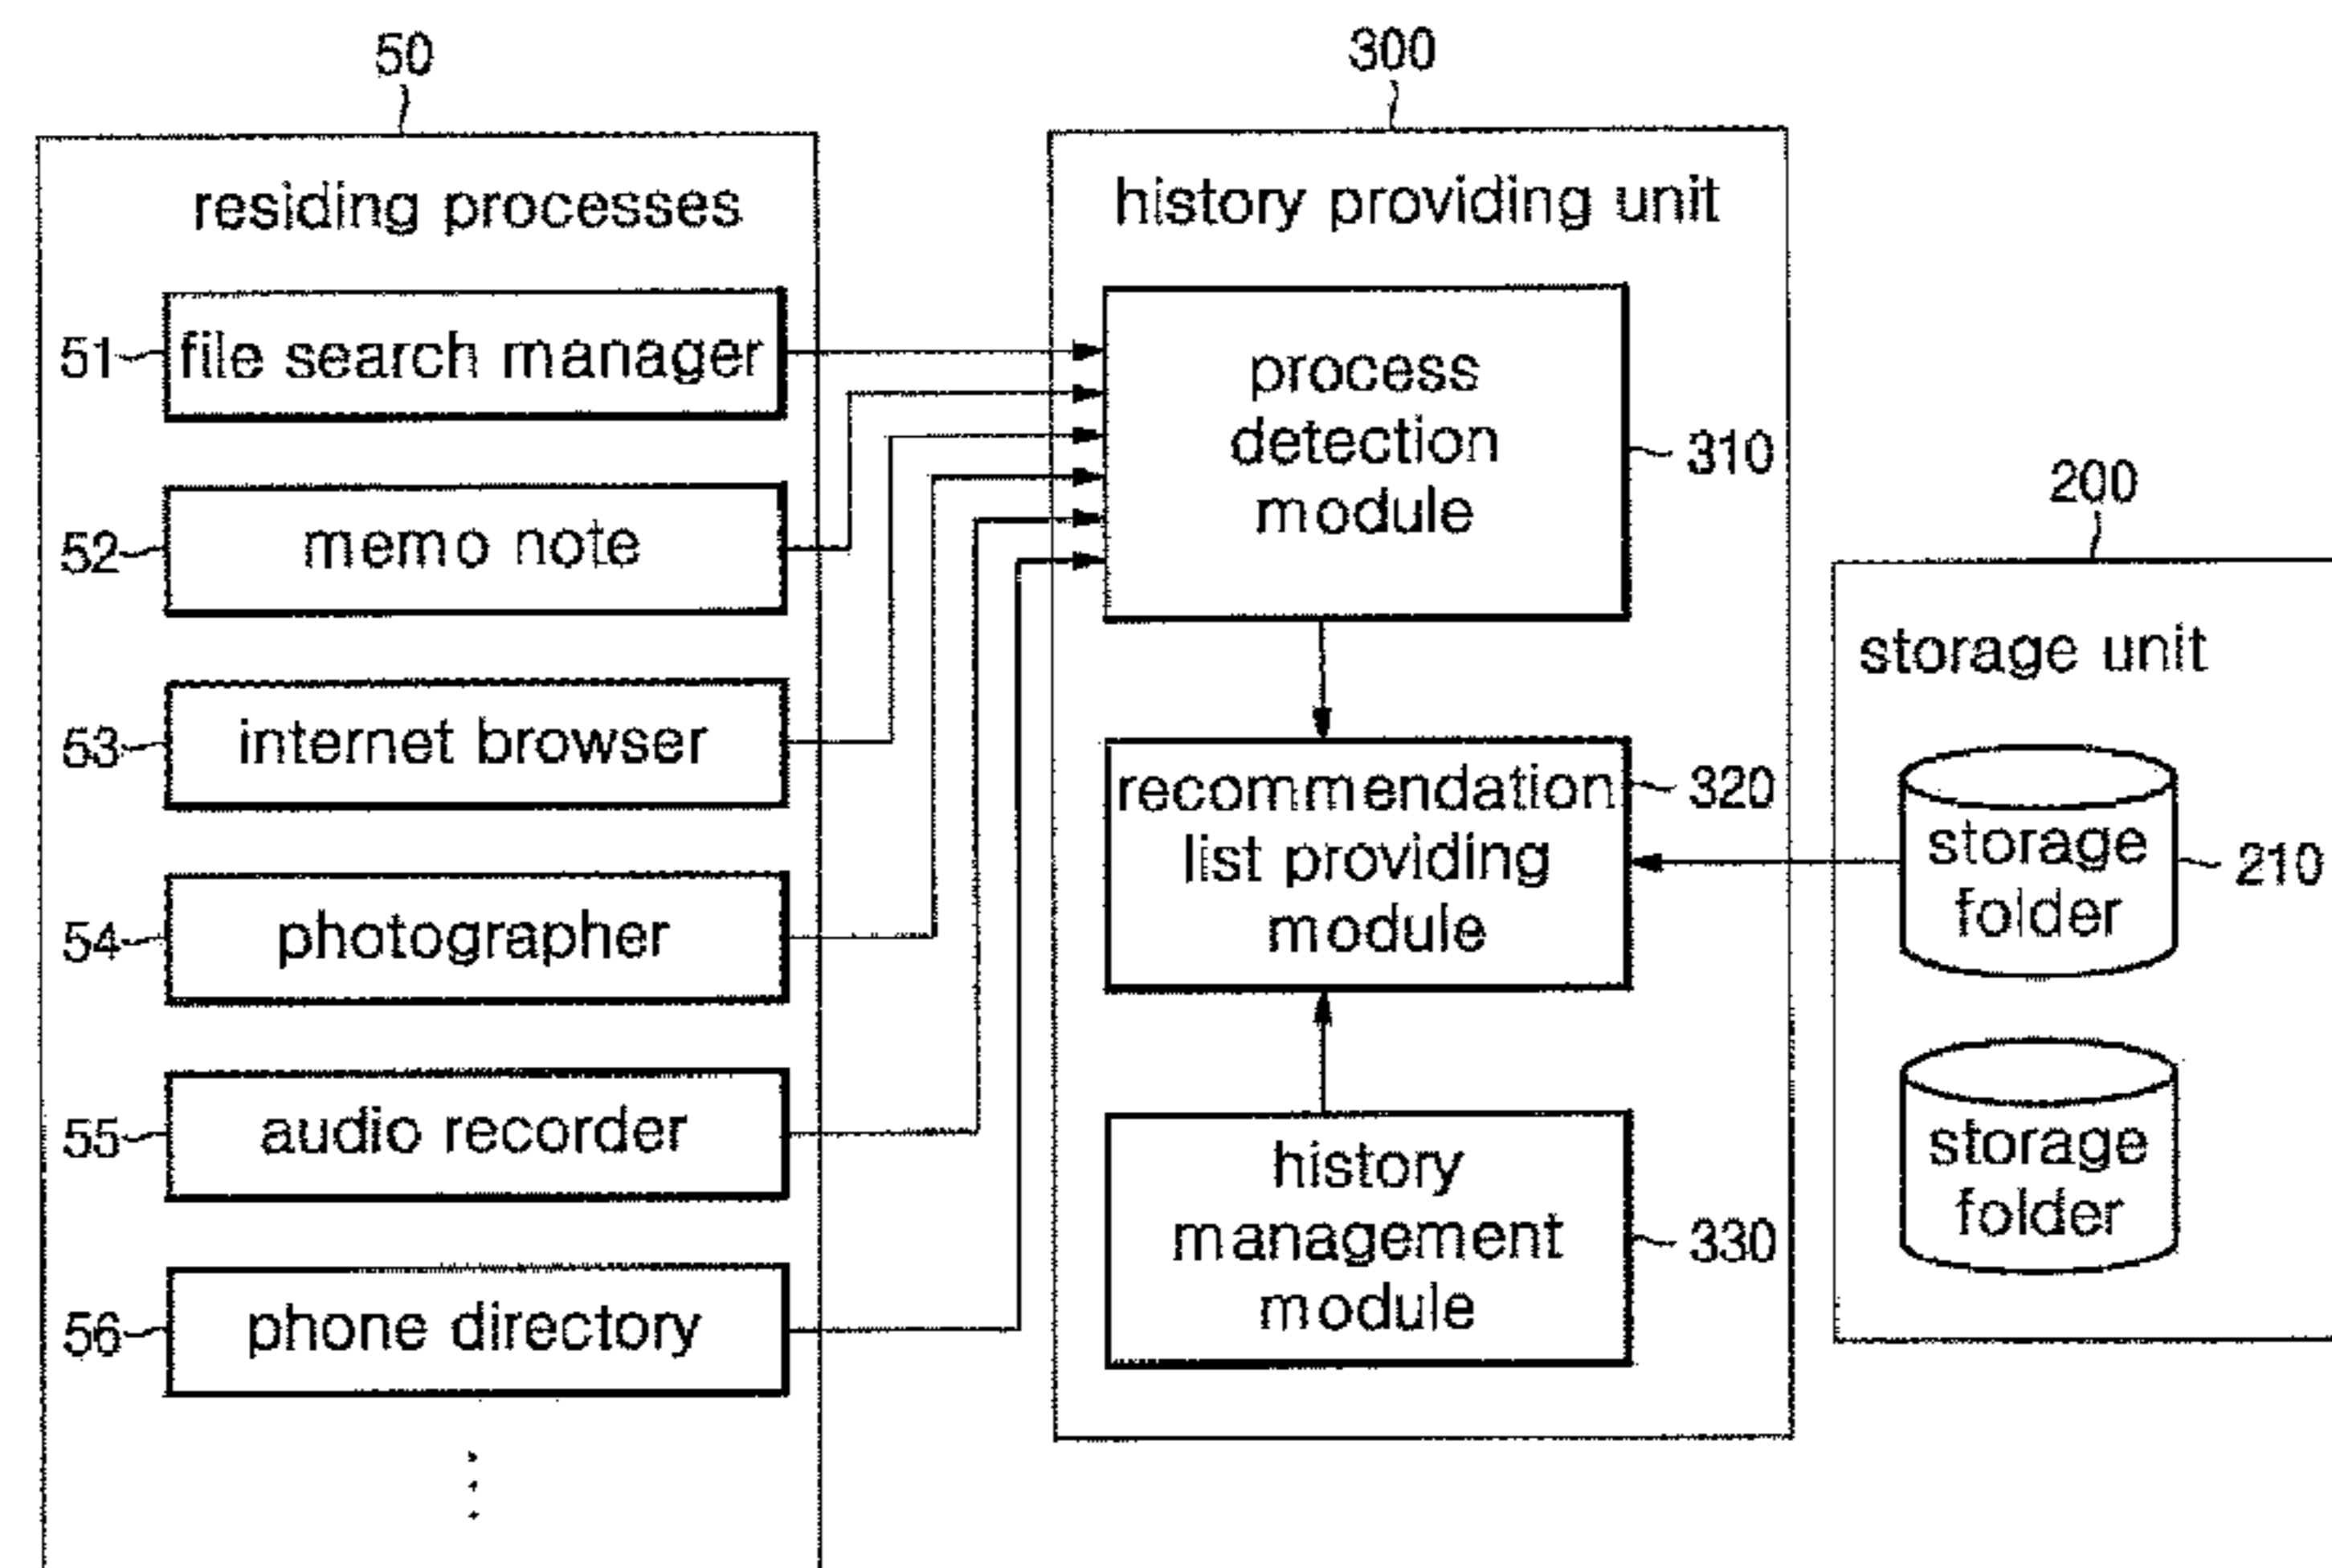 50
residing processes
51
file search manager
52
memo note
53
internet browser
54
photographer
55
audio recorder
56
phone directory
300
history providing unit
process
detection
module
310
recommendation
list providing
module
320
history
management
module
330
200
storage unit
storage
folder
210
storage
folder